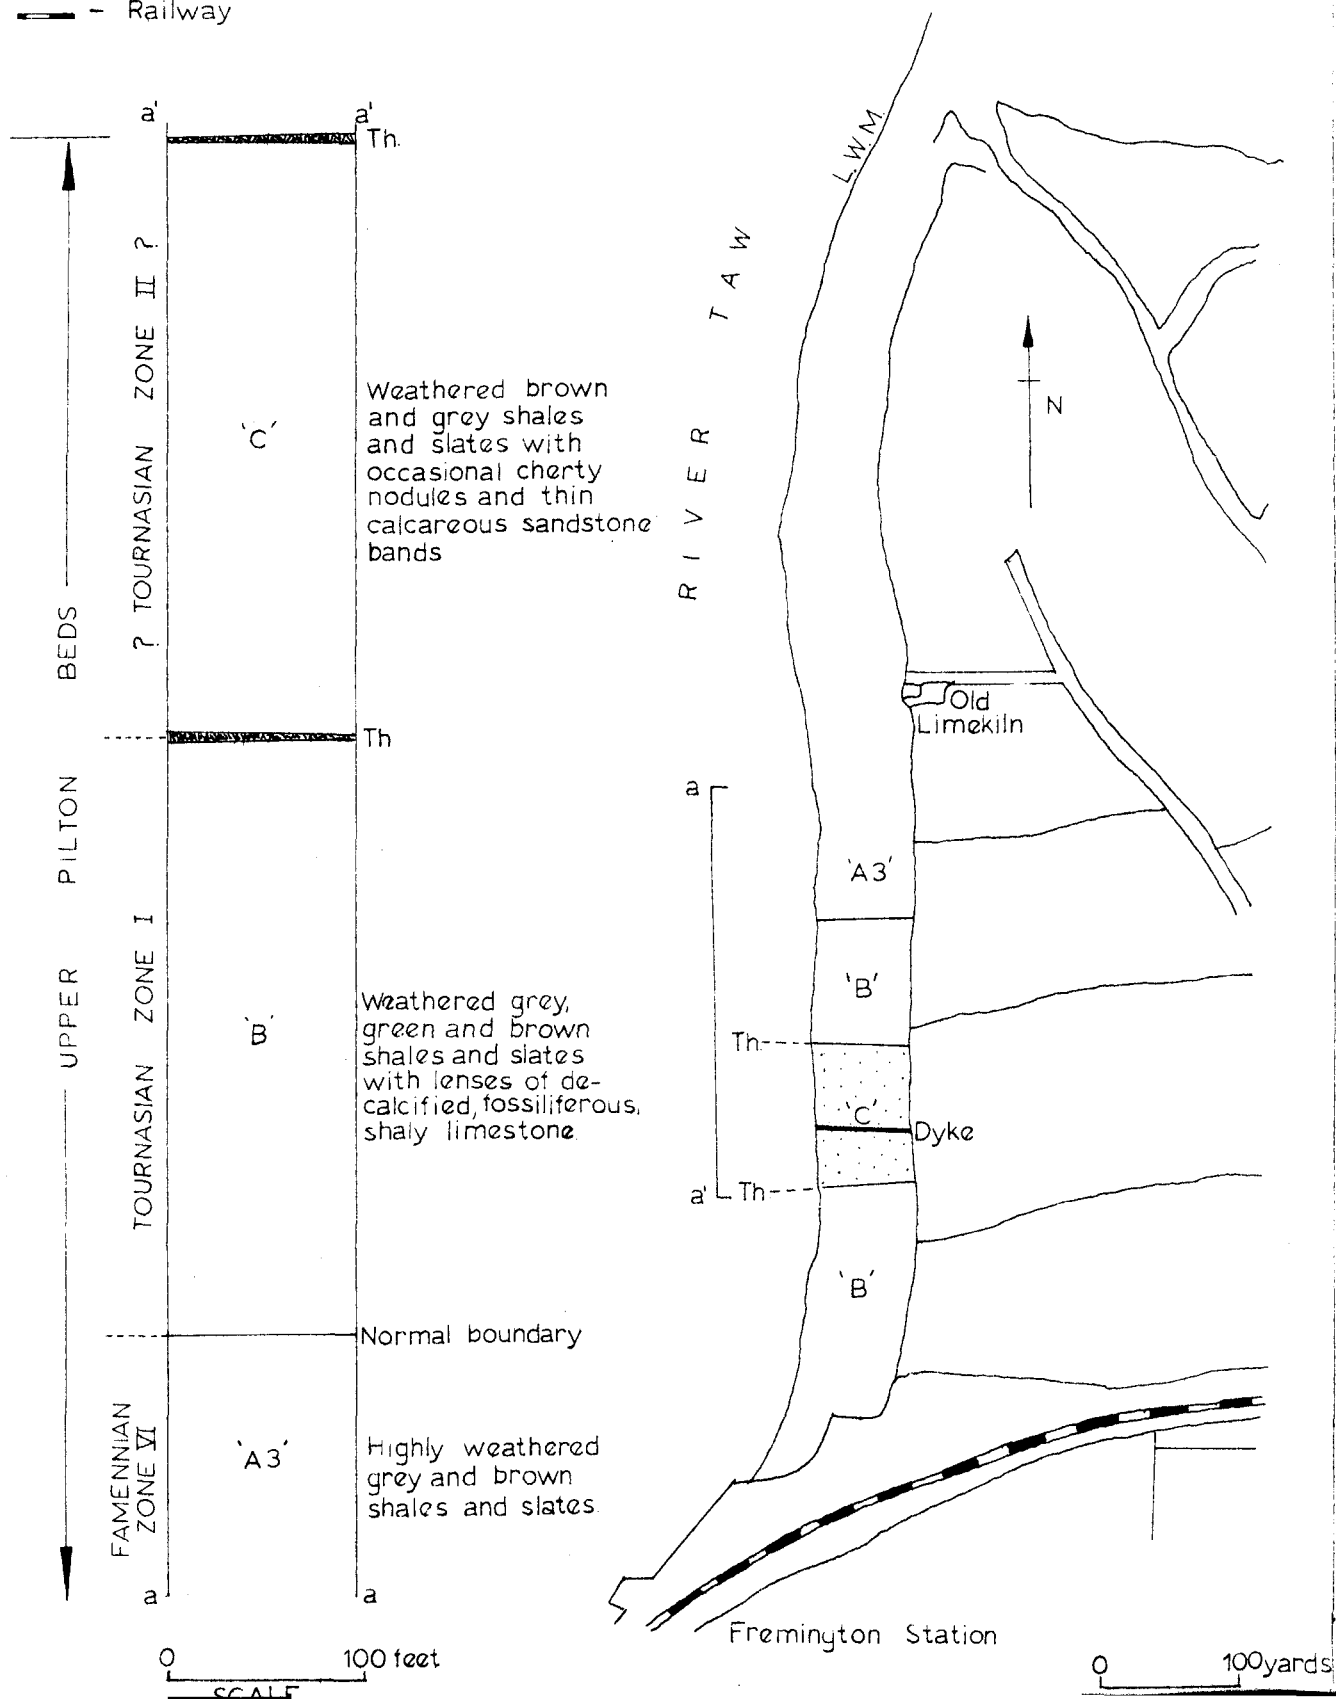 - Railway
a'
a'
Th.
? TOURNASIAN ZONE II ?
'C'
Weathered brown
and grey shales
and slates with
occasional cherty
nodules and thin
calcareous sandstone
bands
Th
UPPER PILTON BEDS
TOURNASIAN ZONE I
'B'
Weathered grey,
green and brown
shales and slates
with lenses of de-
calcified, fossiliferous,
shaly limestone
Normal boundary
FAMENNIAN
ZONE VI
'A3'
Highly weathered
grey and brown
shales and slates
a
a
0 100 feet
SCALE
L.W.M.
RIVER TAW
N
Old
Limekiln
a
'A3'
'B'
Th
'C'
Dyke
a'
Th
'B'
Fremington Station
0 100 yards